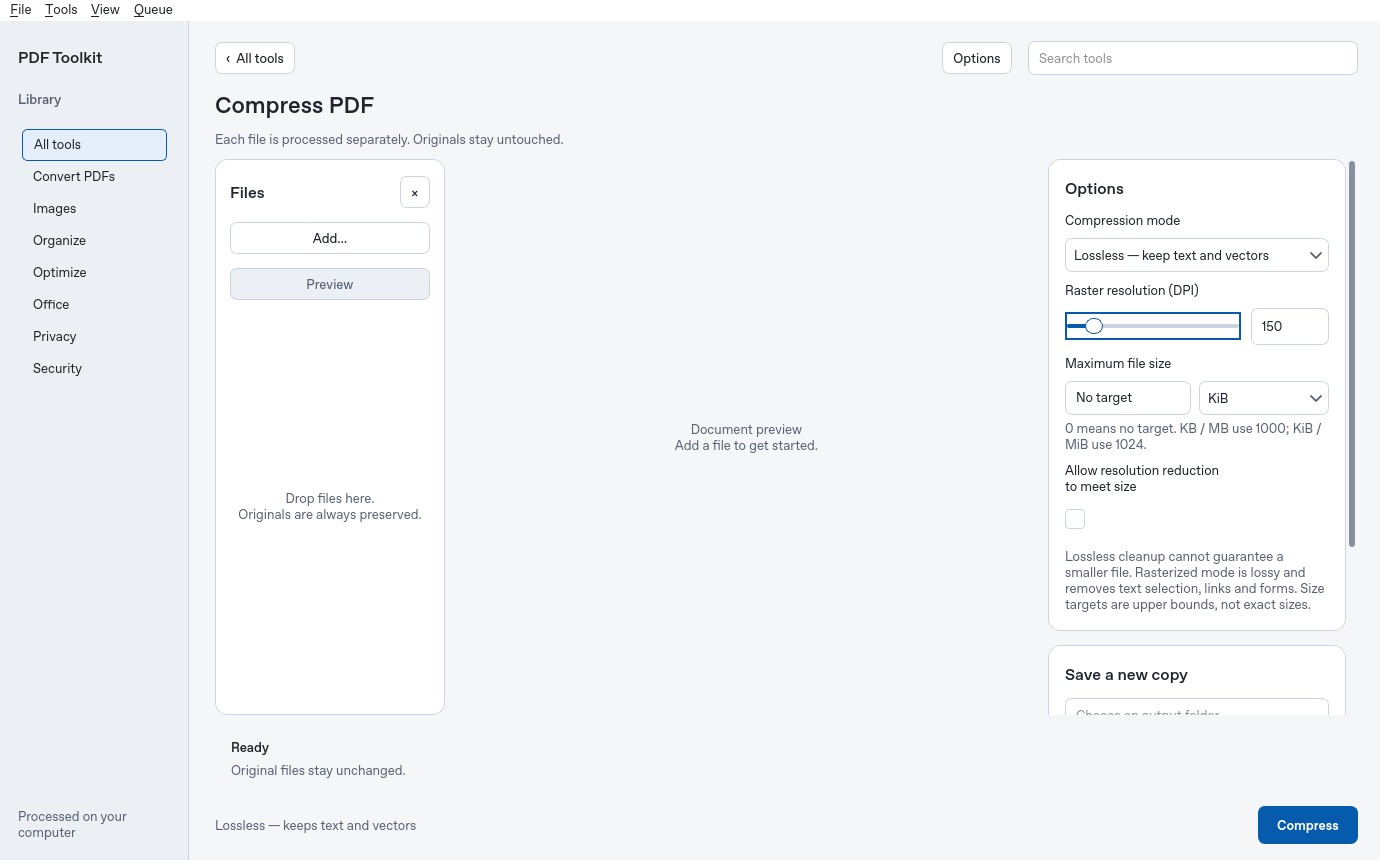 File Tools View Queue
PDF Toolkit
Library
All tools
Convert PDFs
Images
Organize
Optimize
Office
Privacy
Security
Processed on your
computer
‹ All tools
Options
Search tools
Compress PDF
Each file is processed separately. Originals stay untouched.
Files
×
Add...
Preview
Drop files here.
Originals are always preserved.
Document preview
Add a file to get started.
Options
Compression mode
Lossless — keep text and vectors
Raster resolution (DPI)
150
Maximum file size
No target
KiB
0 means no target. KB / MB use 1000; KiB /
MiB use 1024.
Allow resolution reduction
to meet size
Lossless cleanup cannot guarantee a
smaller file. Rasterized mode is lossy and
removes text selection, links and forms. Size
targets are upper bounds, not exact sizes.
Save a new copy
Choose an output folder
Ready
Original files stay unchanged.
Lossless — keeps text and vectors
Compress